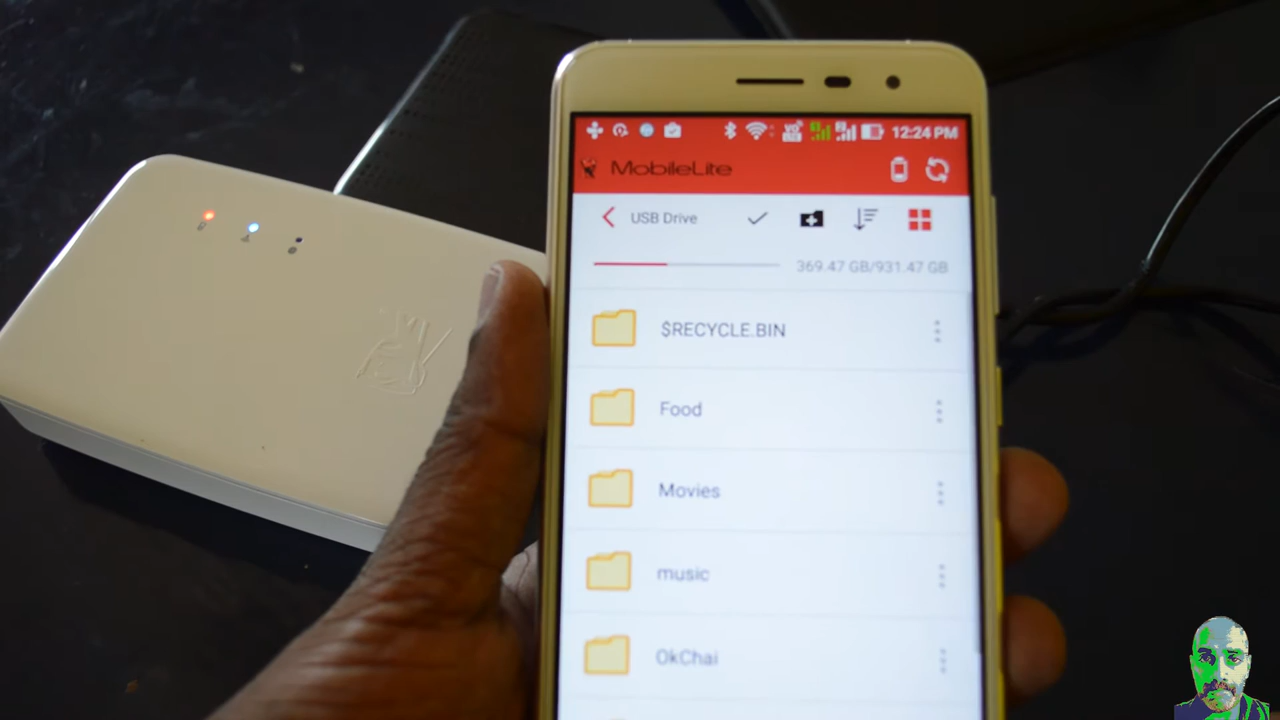 12:24 PM
MobileLite
USB Drive
369.47 GB/931.47 GB
$RECYCLE.BIN
Food
Movies
music
OkChai